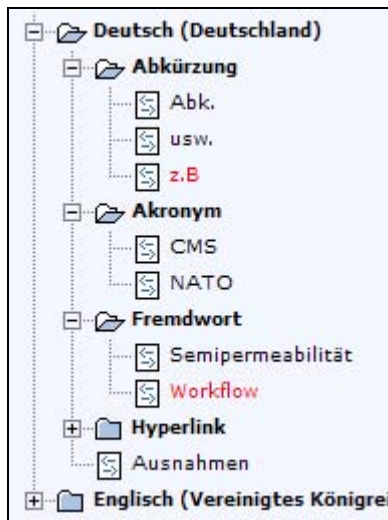 Deutsch (Deutschland)
Abkürzung
Abk.
usw.
z.B
Akronym
CMS
NATO
Fremdwort
Semipermeabilität
Workflow
Hyperlink
Ausnahmen
Englisch (Vereinigtes Königrei